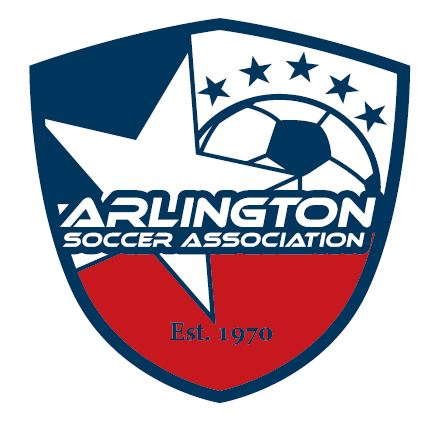 ARLINGTON
SOCCER ASSOCIATION
Est. 1970